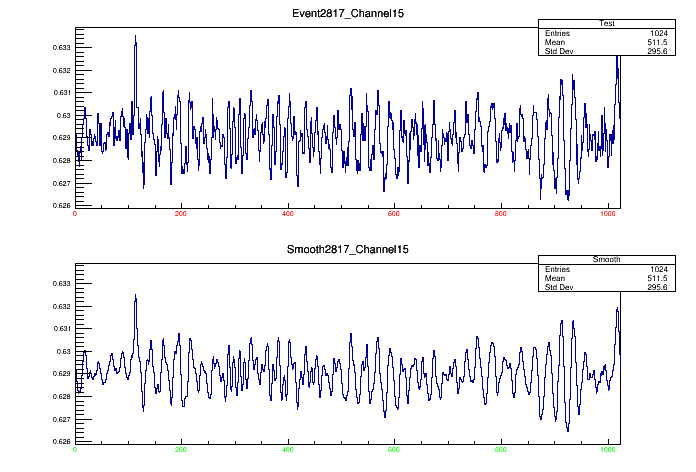 Event2817_Channel15
Test
Entries 1024
Mean 511.5
Std Dev 295.6
0.633
0.632
0.631
0.63
0.629
0.628
0.627
0.626
0 200 400 600 800 1000
Smooth2817_Channel15
Smooth
Entries 1024
Mean 511.5
Std Dev 295.6
0.633
0.632
0.631
0.63
0.629
0.628
0.627
0.626
0 200 400 600 800 1000